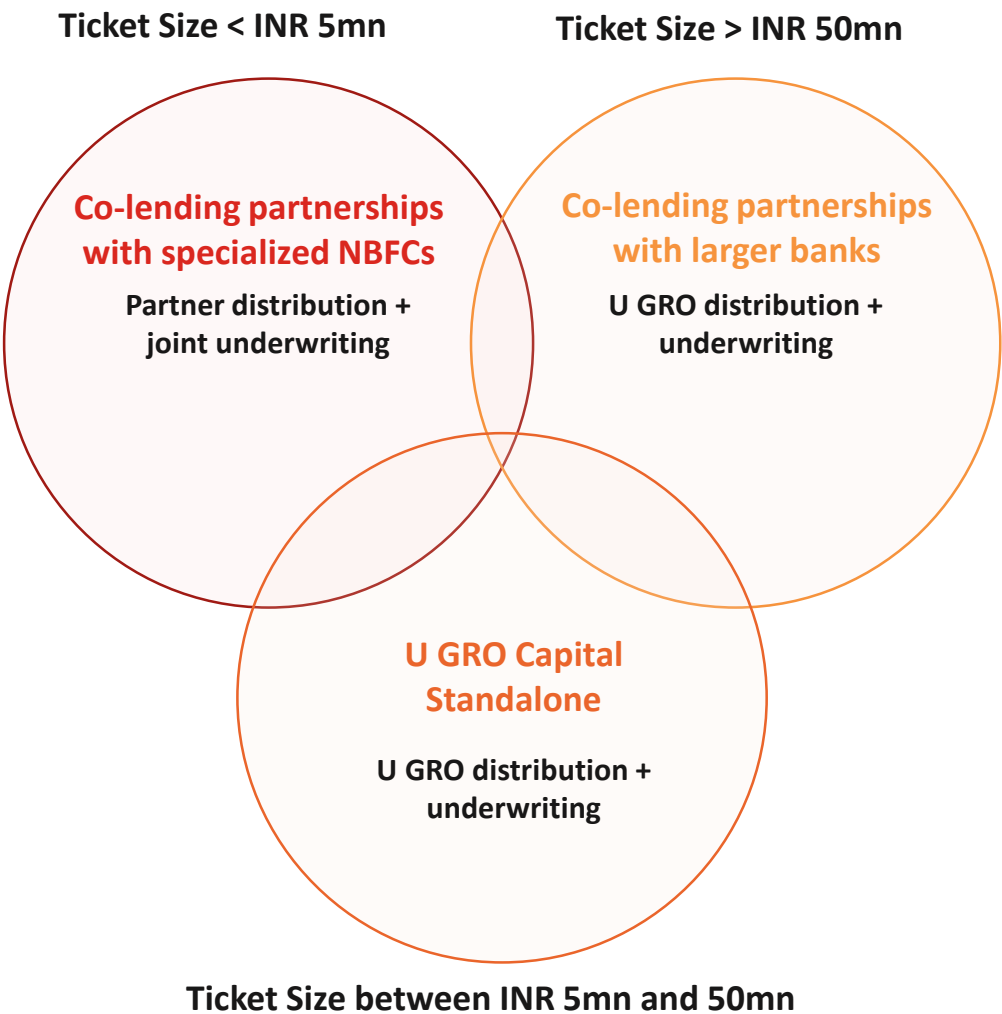 Ticket Size < INR 5mn
Ticket Size > INR 50mn
Co-lending partnerships
with specialized NBFCs
Partner distribution +
joint underwriting
Co-lending partnerships
with larger banks
U GRO distribution +
underwriting
U GRO Capital
Standalone
U GRO distribution +
underwriting
Ticket Size between INR 5mn and 50mn